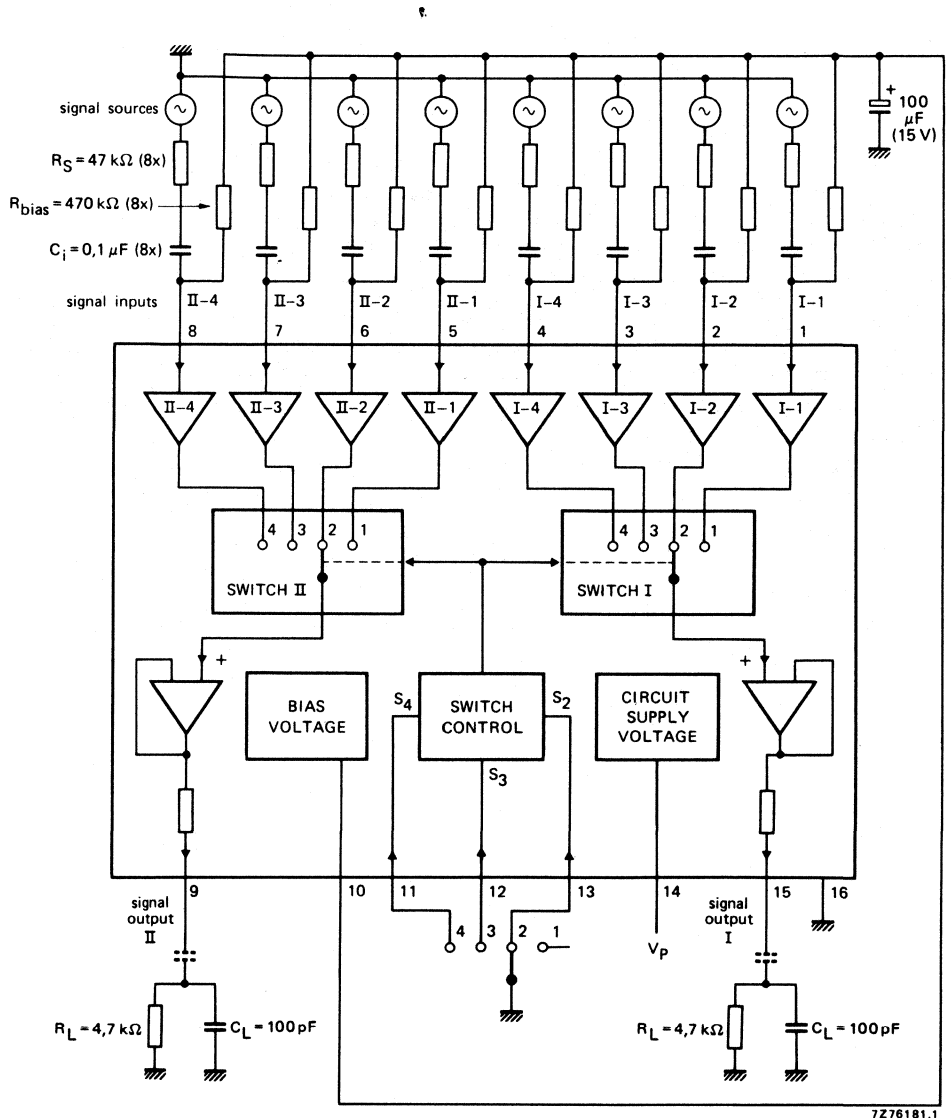 signal sources
+
100
µF
(15 V)
R_S = 47 kΩ (8x)
R_bias = 470 kΩ (8x)
C_i = 0,1 µF (8x)
signal inputs
II–4 II–3 II–2 II–1 I–4 I–3 I–2 I–1
8 7 6 5 4 3 2 1
II–4 II–3 II–2 II–1 I–4 I–3 I–2 I–1
4 3 2 1 4 3 2 1
SWITCH II SWITCH I
+ +
BIAS
VOLTAGE
S4
SWITCH
CONTROL
S2
S3
CIRCUIT
SUPPLY
VOLTAGE
9 10 11 12 13 14 15 16
signal
output
II
4 3 2 1
V_P
signal
output
I
R_L = 4,7 kΩ C_L = 100 pF R_L = 4,7 kΩ C_L = 100 pF
7Z76181.1